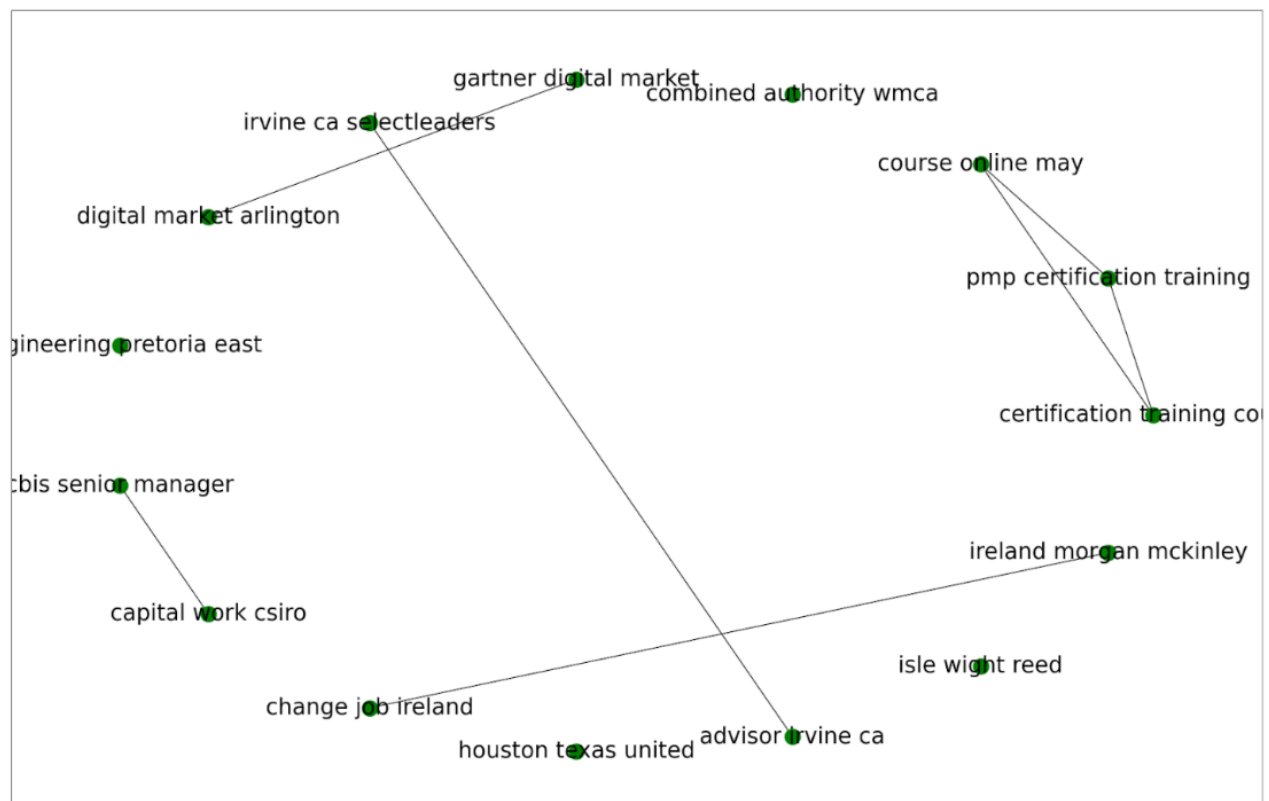 gartner digital market
combined authority wmca
irvine ca selectleaders
course online may
digital market arlington
pmp certification training
gineering pretoria east
certification training cou
cbis senior manager
ireland morgan mckinley
capital work csiro
isle wight reed
change job ireland
advisor irvine ca
houston texas united